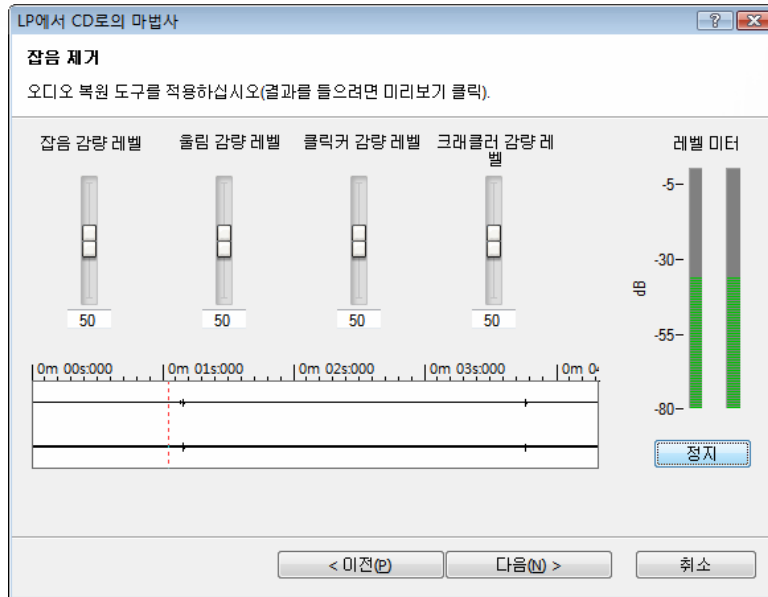 LP에서 CD로의 마법사
잡음 제거
오디오 복원 도구를 적용하십시오(결과를 들으려면 미리보기 클릭).
잡음 감량 레벨
울림 감량 레벨
클릭커 감량 레벨
크래클러 감량 레
벨
레벨 미터
50
50
50
50
-5
-30
dB
-55
-80
0m 00s:000
0m 01s:000
0m 02s:000
0m 03s:000
0m 0
정지
< 이전(P)
다음(N) >
취소